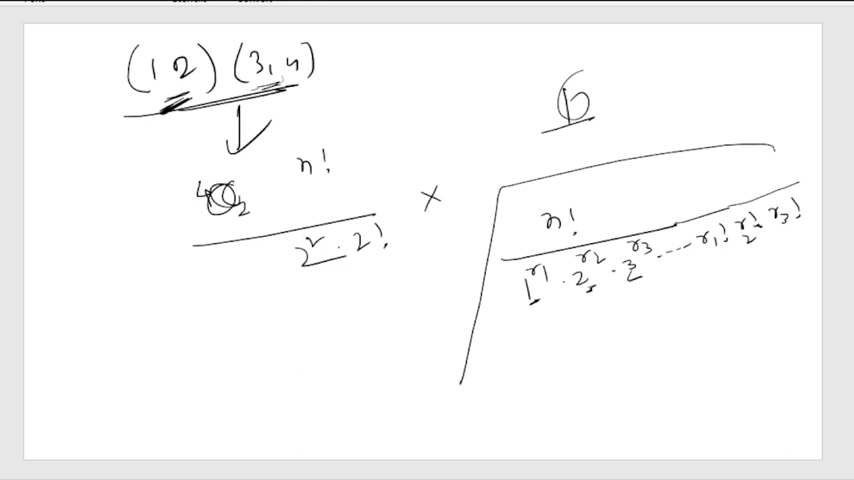 (1 2) (3, 4)
6
n!
×
n!
2^2 · 2!
1^r1 · 2^r2 · 3^r3 ---- r1! r2! r3!